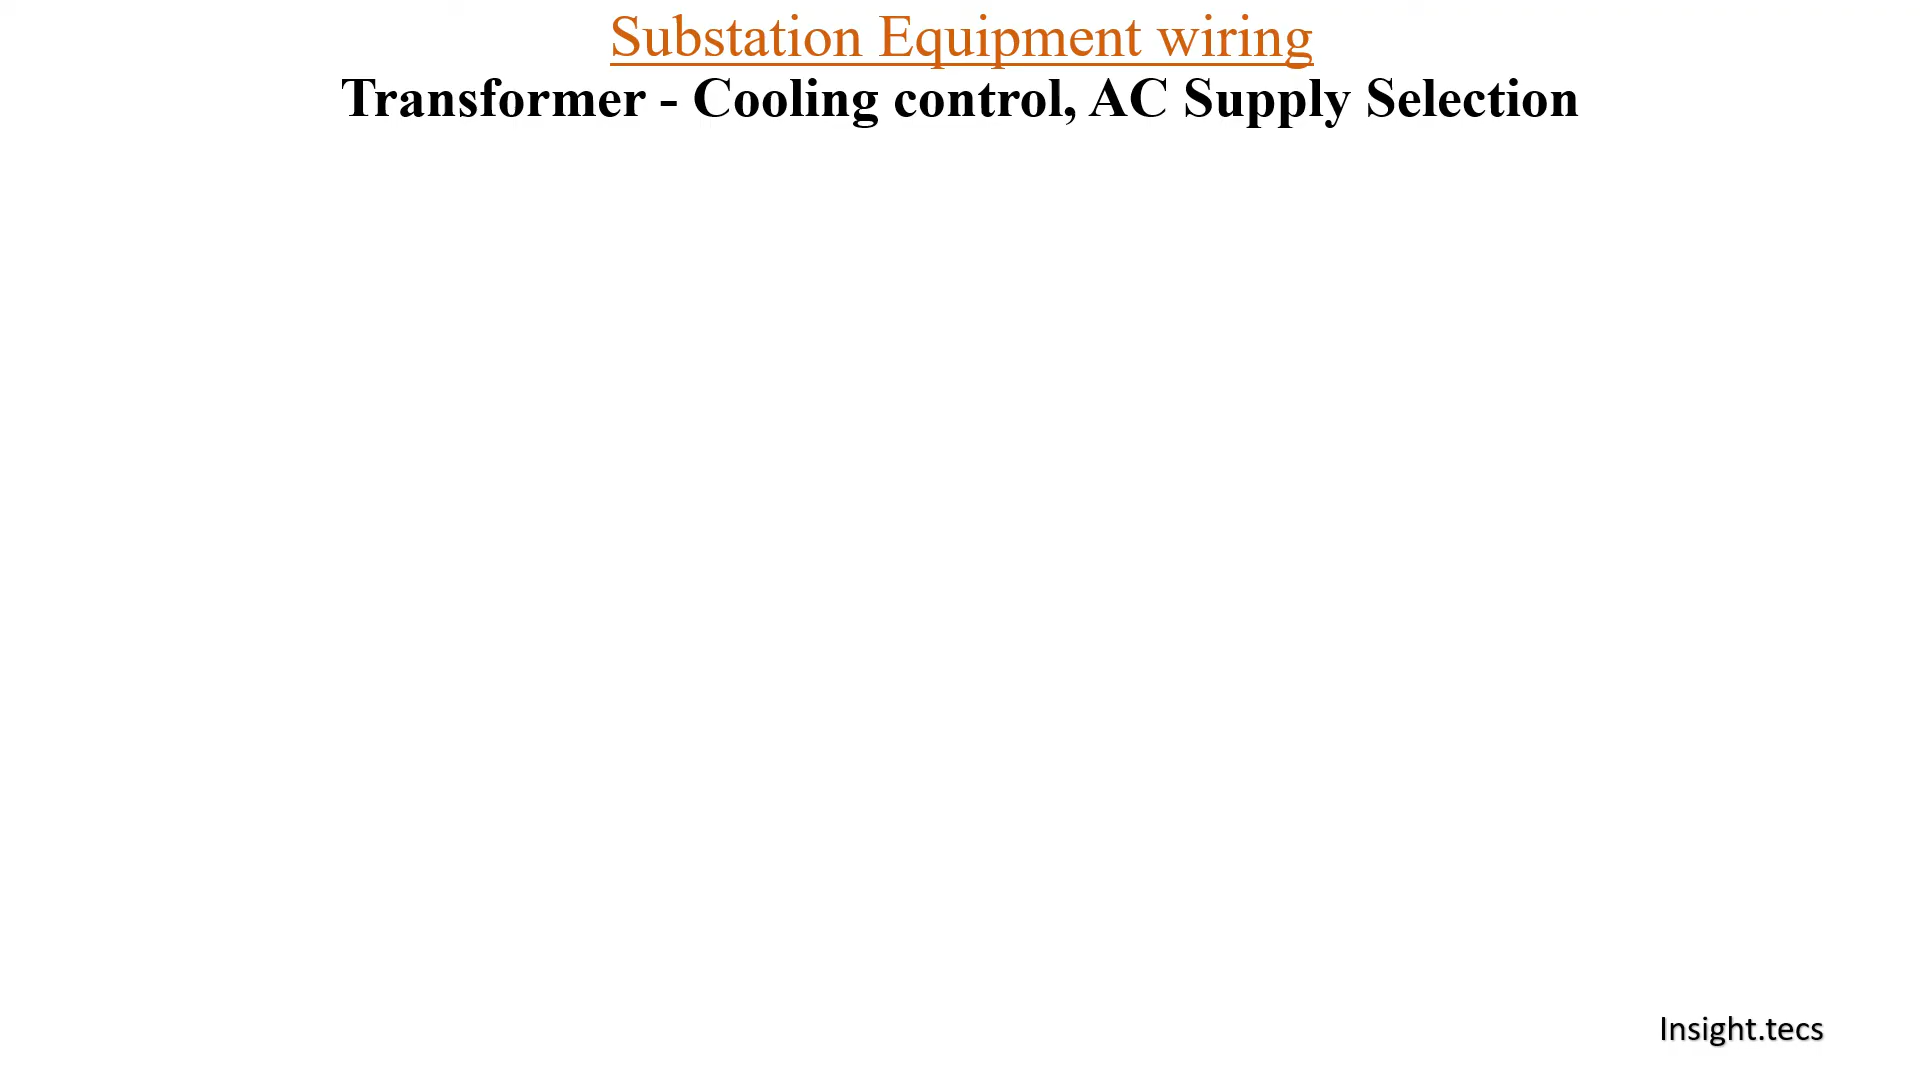 Substation Equipment wiring
Transformer - Cooling control, AC Supply Selection
Insight.tecs